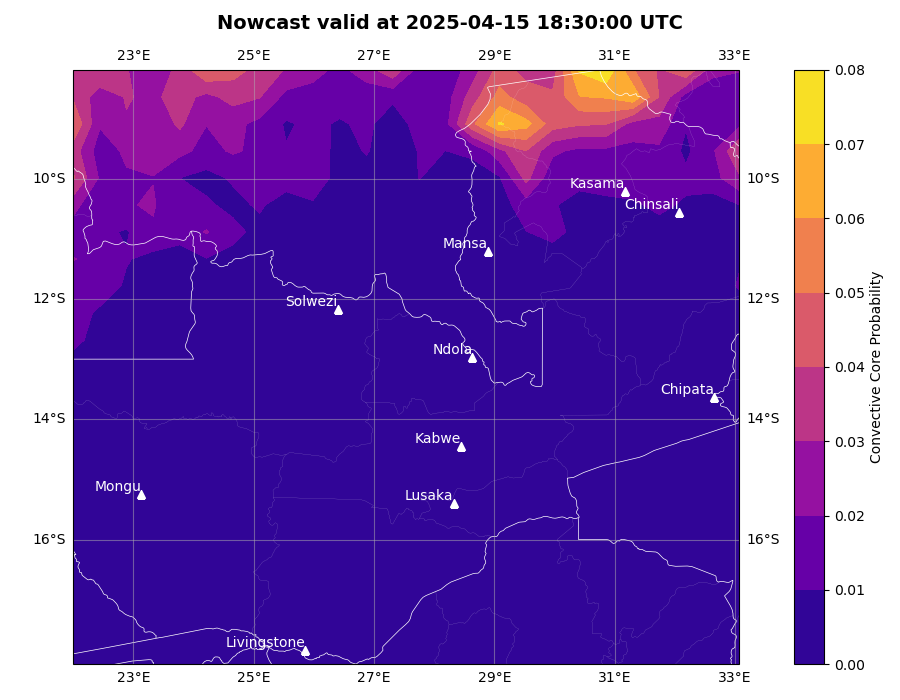 Nowcast valid at 2025-04-15 18:30:00 UTC
23°E 25°E 27°E 29°E 31°E 33°E
0.08
0.07
0.06
0.05
0.04
0.03
0.02
0.01
0.00
Convective Core Probability
10°S 10°S
12°S 12°S
14°S 14°S
16°S 16°S
Kasama
Chinsali
Mansa
Solwezi
Ndola
Chipata
Kabwe
Mongu
Lusaka
Livingstone
23°E 25°E 27°E 29°E 31°E 33°E